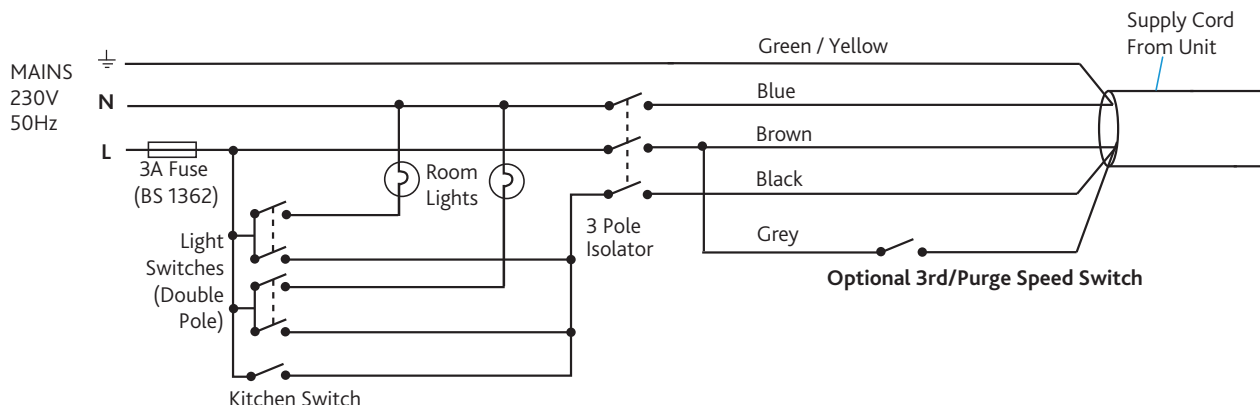 Supply Cord
From Unit
Green / Yellow
MAINS
230V
50Hz
N
Blue
L
Brown
3A Fuse
(BS 1362)
Room
Lights
Black
3 Pole
Isolator
Grey
Light
Switches
(Double
Pole)
Optional 3rd/Purge Speed Switch
Kitchen Switch